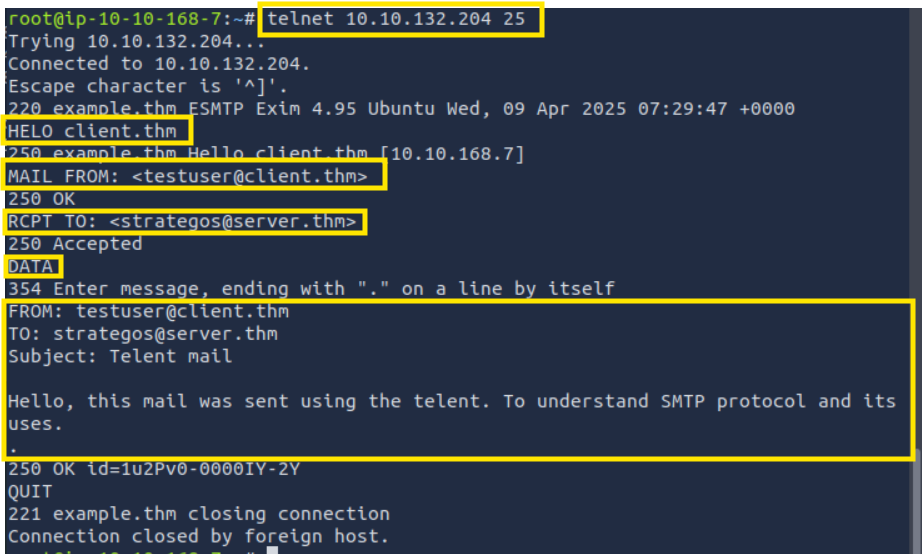 root@ip-10-10-168-7:~# telnet 10.10.132.204 25
Trying 10.10.132.204...
Connected to 10.10.132.204.
Escape character is '^]'.
220 example.thm ESMTP Exim 4.95 Ubuntu Wed, 09 Apr 2025 07:29:47 +0000
HELO client.thm
250 example.thm Hello client.thm [10.10.168.7]
MAIL FROM: <testuser@client.thm>
250 OK
RCPT TO: <strategos@server.thm>
250 Accepted
DATA
354 Enter message, ending with "." on a line by itself
FROM: testuser@client.thm
TO: strategos@server.thm
Subject: Telent mail

Hello, this mail was sent using the telent. To understand SMTP protocol and its
uses.
.
250 OK id=1u2Pv0-0000IY-2Y
QUIT
221 example.thm closing connection
Connection closed by foreign host.